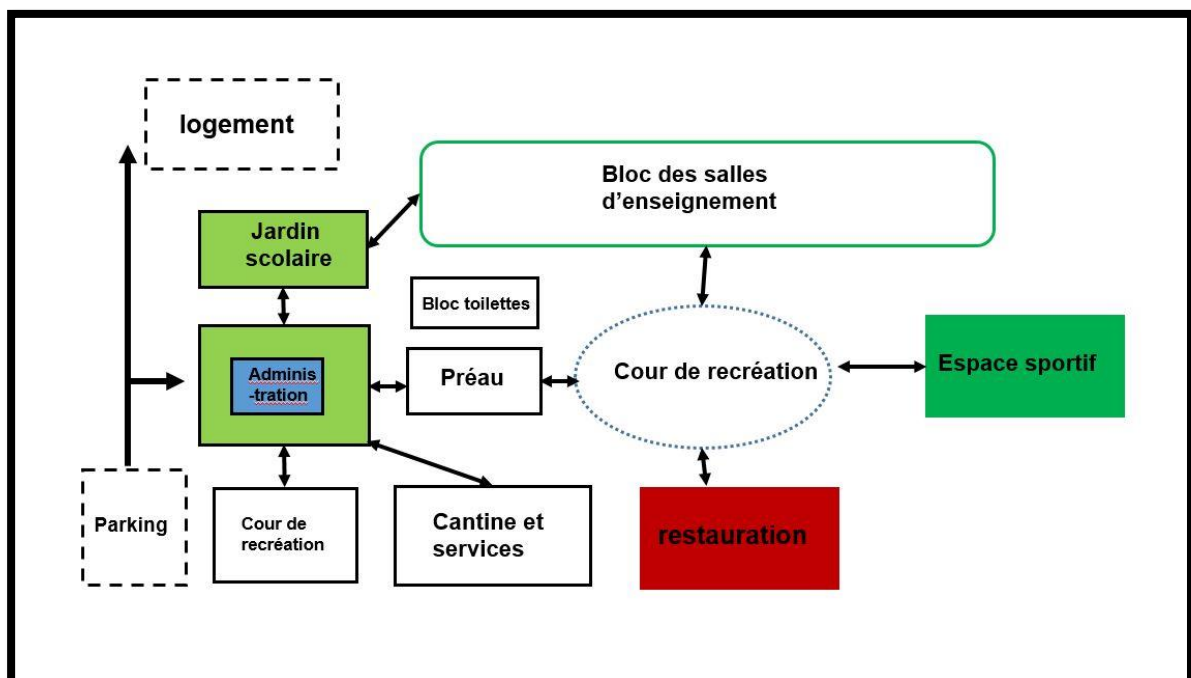 logement
Bloc des salles
d’enseignement
Jardin
scolaire
Bloc toilettes
Adminis
-tration
Préau
Cour de recréation
Espace sportif
Parking
Cour de
recréation
Cantine et
services
restauration